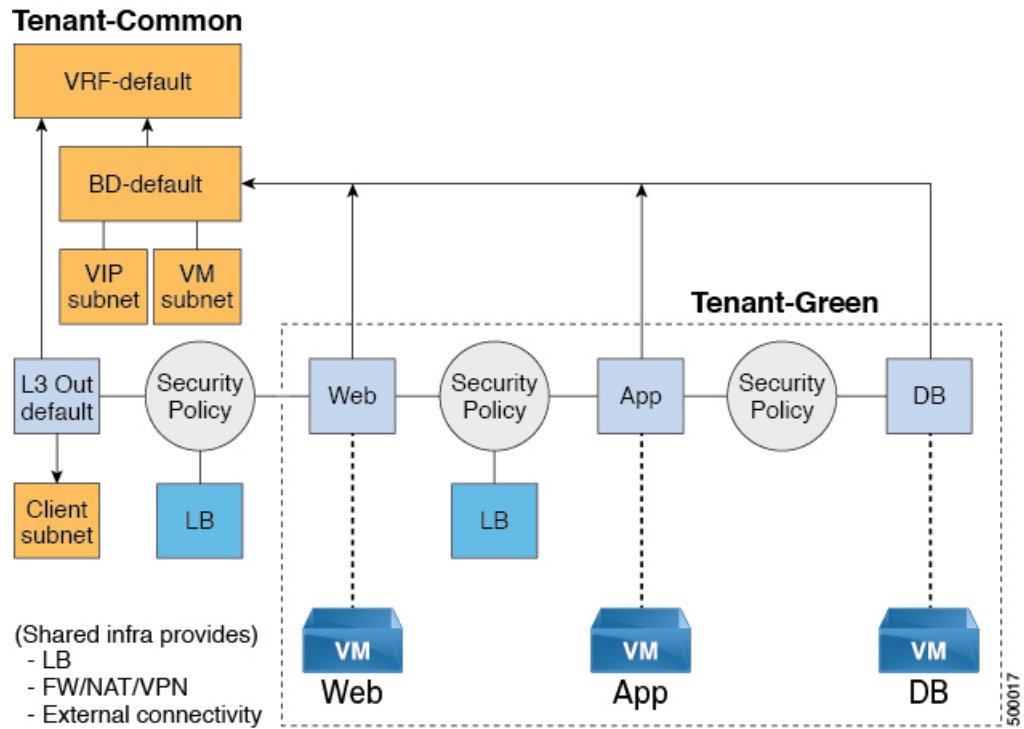 Tenant-Common
VRF-default
BD-default
VIP
subnet
VM
subnet
Tenant-Green
L3 Out
default
Security
Policy
Web
Security
Policy
App
Security
Policy
DB
Client
subnet
LB
LB
(Shared infra provides)
- LB
- FW/NAT/VPN
- External connectivity
VM
Web
VM
App
VM
DB
500017